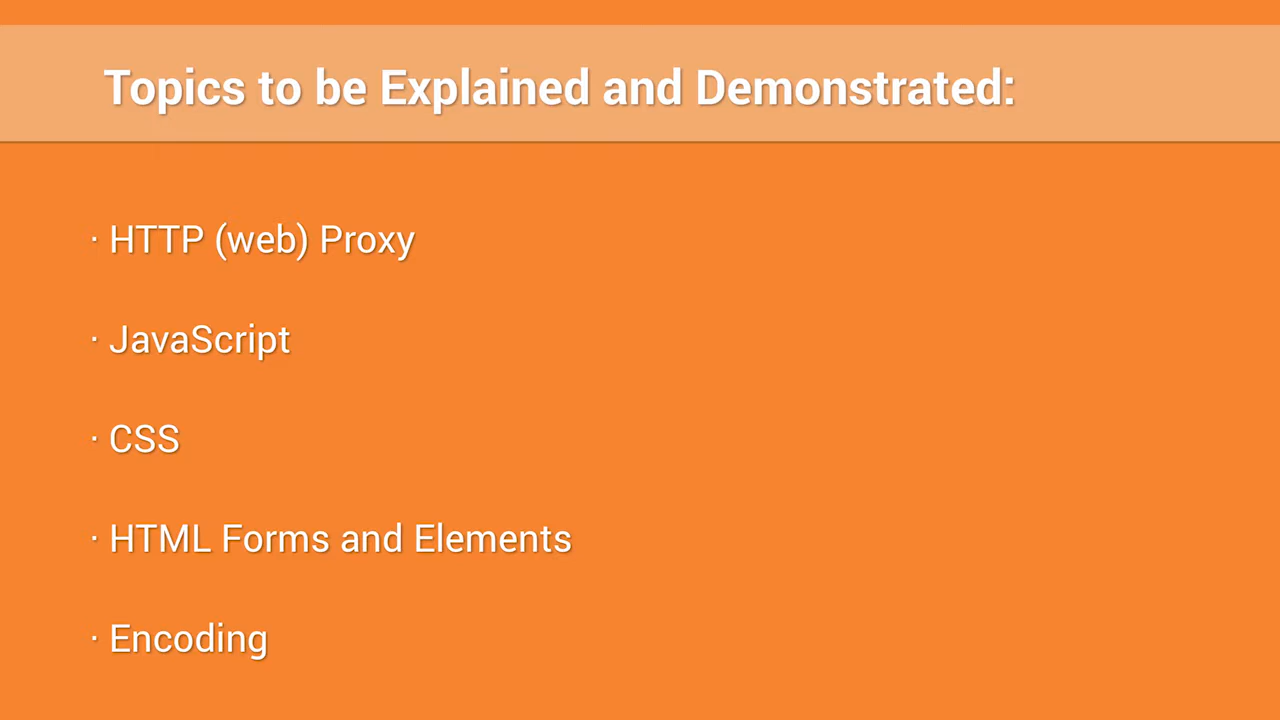 Topics to be Explained and Demonstrated:
· HTTP (web) Proxy
· JavaScript
· CSS
· HTML Forms and Elements
· Encoding